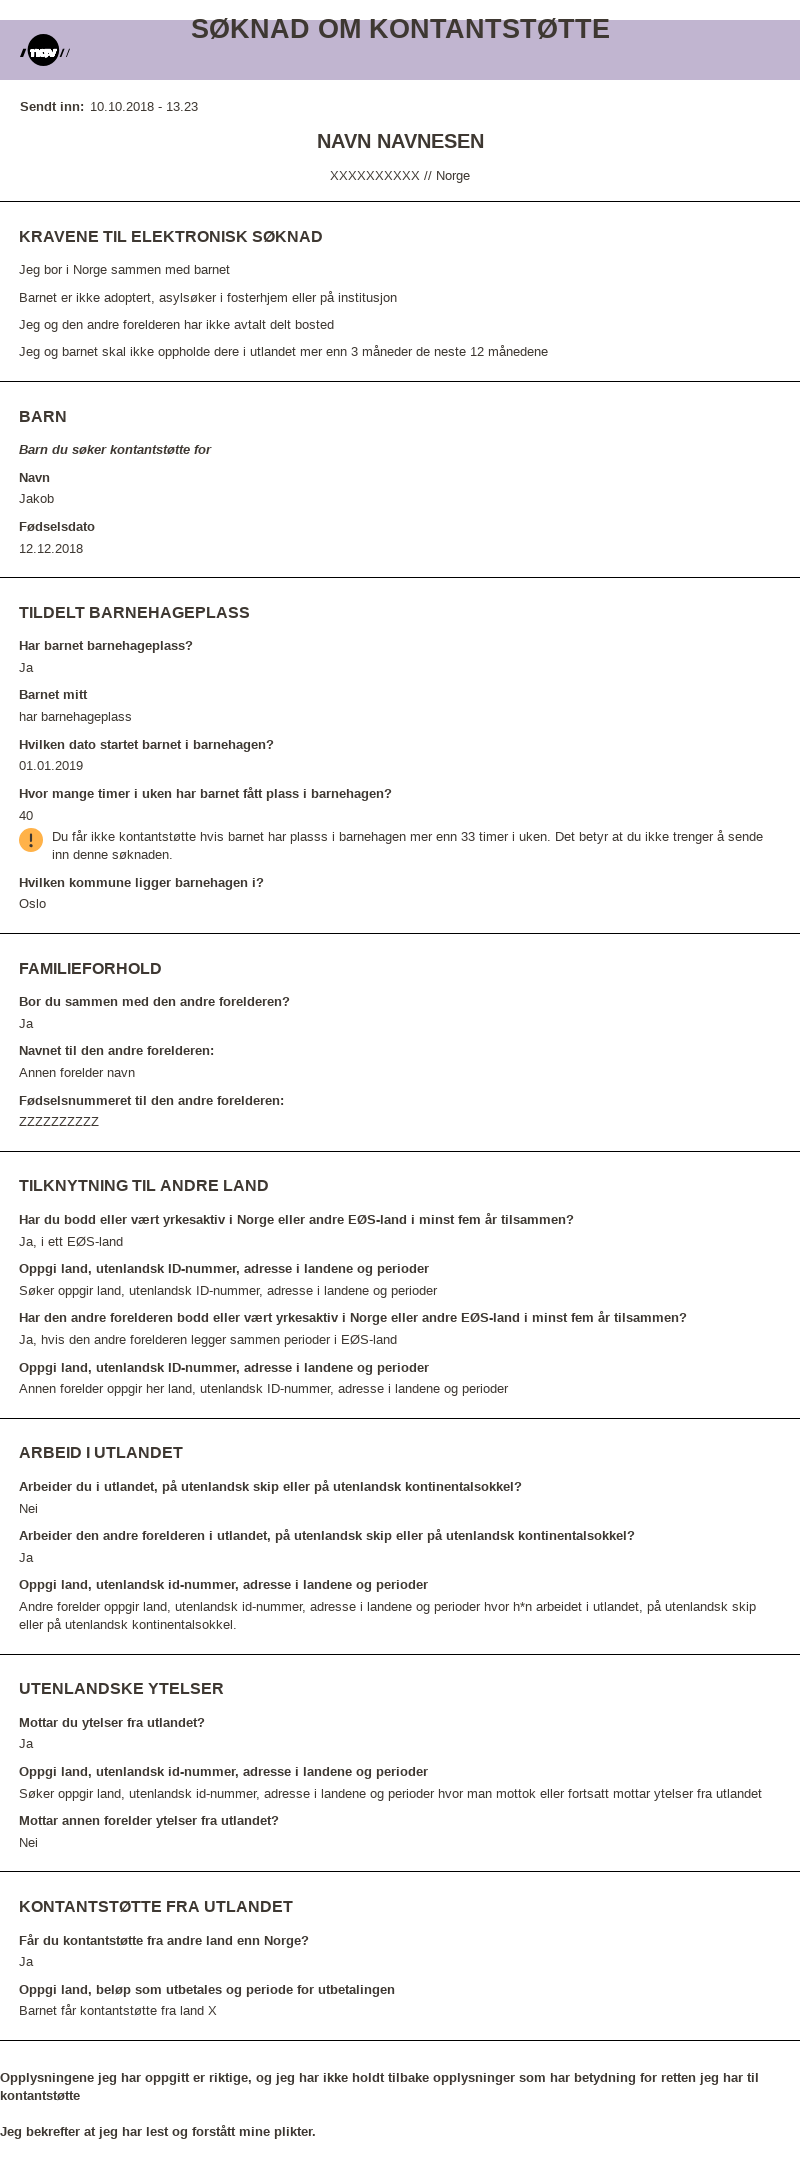 SØKNAD OM KONTANTSTØTTE
nav
Sendt inn: 10.10.2018 - 13.23
NAVN NAVNESEN
XXXXXXXXXX // Norge
KRAVENE TIL ELEKTRONISK SØKNAD
Jeg bor i Norge sammen med barnet
Barnet er ikke adoptert, asylsøker i fosterhjem eller på institusjon
Jeg og den andre forelderen har ikke avtalt delt bosted
Jeg og barnet skal ikke oppholde dere i utlandet mer enn 3 måneder de neste 12 månedene
BARN
Barn du søker kontantstøtte for
Navn
Jakob
Fødselsdato
12.12.2018
TILDELT BARNEHAGEPLASS
Har barnet barnehageplass?
Ja
Barnet mitt
har barnehageplass
Hvilken dato startet barnet i barnehagen?
01.01.2019
Hvor mange timer i uken har barnet fått plass i barnehagen?
40
Du får ikke kontantstøtte hvis barnet har plasss i barnehagen mer enn 33 timer i uken. Det betyr at du ikke trenger å sende
inn denne søknaden.
Hvilken kommune ligger barnehagen i?
Oslo
FAMILIEFORHOLD
Bor du sammen med den andre forelderen?
Ja
Navnet til den andre forelderen:
Annen forelder navn
Fødselsnummeret til den andre forelderen:
ZZZZZZZZZZ
TILKNYTNING TIL ANDRE LAND
Har du bodd eller vært yrkesaktiv i Norge eller andre EØS-land i minst fem år tilsammen?
Ja, i ett EØS-land
Oppgi land, utenlandsk ID-nummer, adresse i landene og perioder
Søker oppgir land, utenlandsk ID-nummer, adresse i landene og perioder
Har den andre forelderen bodd eller vært yrkesaktiv i Norge eller andre EØS-land i minst fem år tilsammen?
Ja, hvis den andre forelderen legger sammen perioder i EØS-land
Oppgi land, utenlandsk ID-nummer, adresse i landene og perioder
Annen forelder oppgir her land, utenlandsk ID-nummer, adresse i landene og perioder
ARBEID I UTLANDET
Arbeider du i utlandet, på utenlandsk skip eller på utenlandsk kontinentalsokkel?
Nei
Arbeider den andre forelderen i utlandet, på utenlandsk skip eller på utenlandsk kontinentalsokkel?
Ja
Oppgi land, utenlandsk id-nummer, adresse i landene og perioder
Andre forelder oppgir land, utenlandsk id-nummer, adresse i landene og perioder hvor h*n arbeidet i utlandet, på utenlandsk skip
eller på utenlandsk kontinentalsokkel.
UTENLANDSKE YTELSER
Mottar du ytelser fra utlandet?
Ja
Oppgi land, utenlandsk id-nummer, adresse i landene og perioder
Søker oppgir land, utenlandsk id-nummer, adresse i landene og perioder hvor man mottok eller fortsatt mottar ytelser fra utlandet
Mottar annen forelder ytelser fra utlandet?
Nei
KONTANTSTØTTE FRA UTLANDET
Får du kontantstøtte fra andre land enn Norge?
Ja
Oppgi land, beløp som utbetales og periode for utbetalingen
Barnet får kontantstøtte fra land X
Opplysningene jeg har oppgitt er riktige, og jeg har ikke holdt tilbake opplysninger som har betydning for retten jeg har til
kontantstøtte
Jeg bekrefter at jeg har lest og forstått mine plikter.